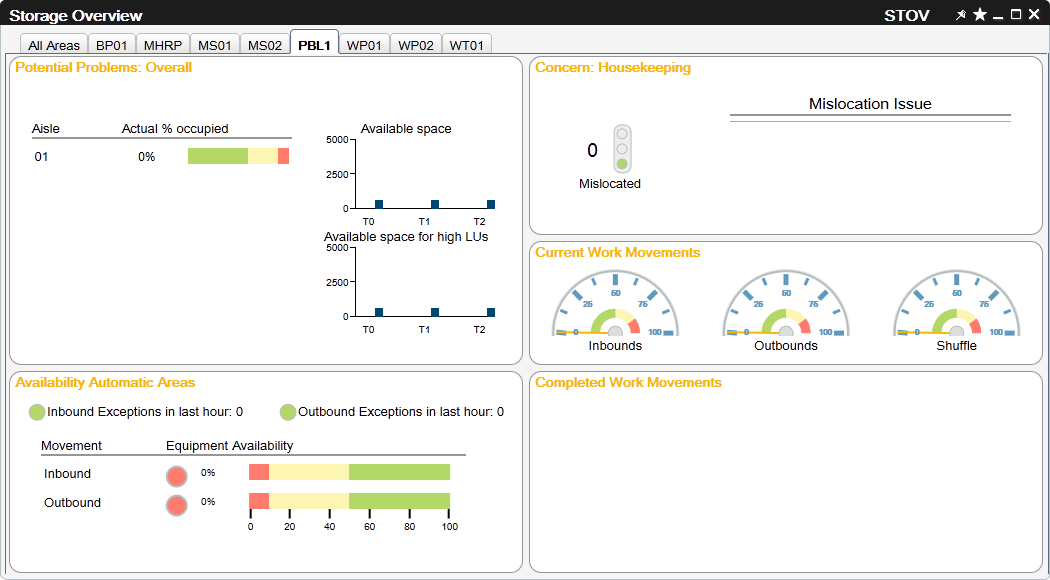 Storage Overview STOV
All Areas BP01 MHRP MS01 MS02 PBL1 WP01 WP02 WT01
Potential Problems: Overall
Aisle Actual % occupied
01 0%
Available space
5000
2500
0
T0 T1 T2
Available space for high LUs
5000
2500
0
T0 T1 T2
Concern: Housekeeping
Mislocation Issue
0
Mislocated
Current Work Movements
0 25 50 75 100
Inbounds
0 25 50 75 100
Outbounds
0 25 50 75 100
Shuffle
Availability Automatic Areas
Inbound Exceptions in last hour: 0 Outbound Exceptions in last hour: 0
Movement Equipment Availability
Inbound 0%
Outbound 0%
0 20 40 60 80 100
Completed Work Movements